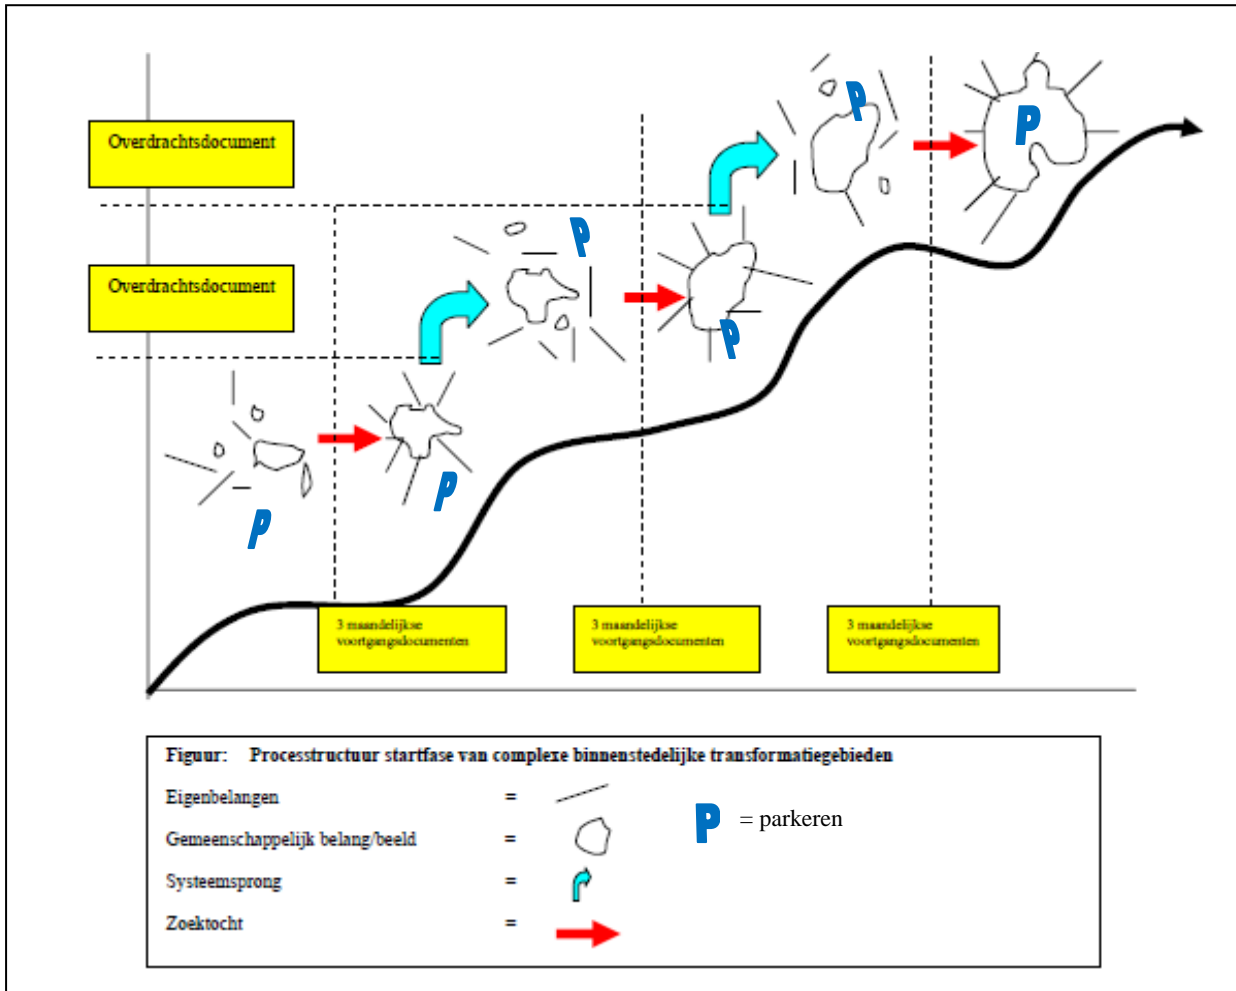 P
P
Overdrachtsdocument
P
Overdrachtsdocument
P
P
P
3 maandelijkse
voortgangsdocumenten
3 maandelijkse
voortgangsdocumenten
3 maandelijkse
voortgangsdocumenten
Figuur: Processtructuur startfase van complexe binnenstedelijke transformatiegebieden
Eigenbelangen =
P = parkeren
Gemeenschappelijk belang/beeld =
Systeemsprong =
Zoektocht =